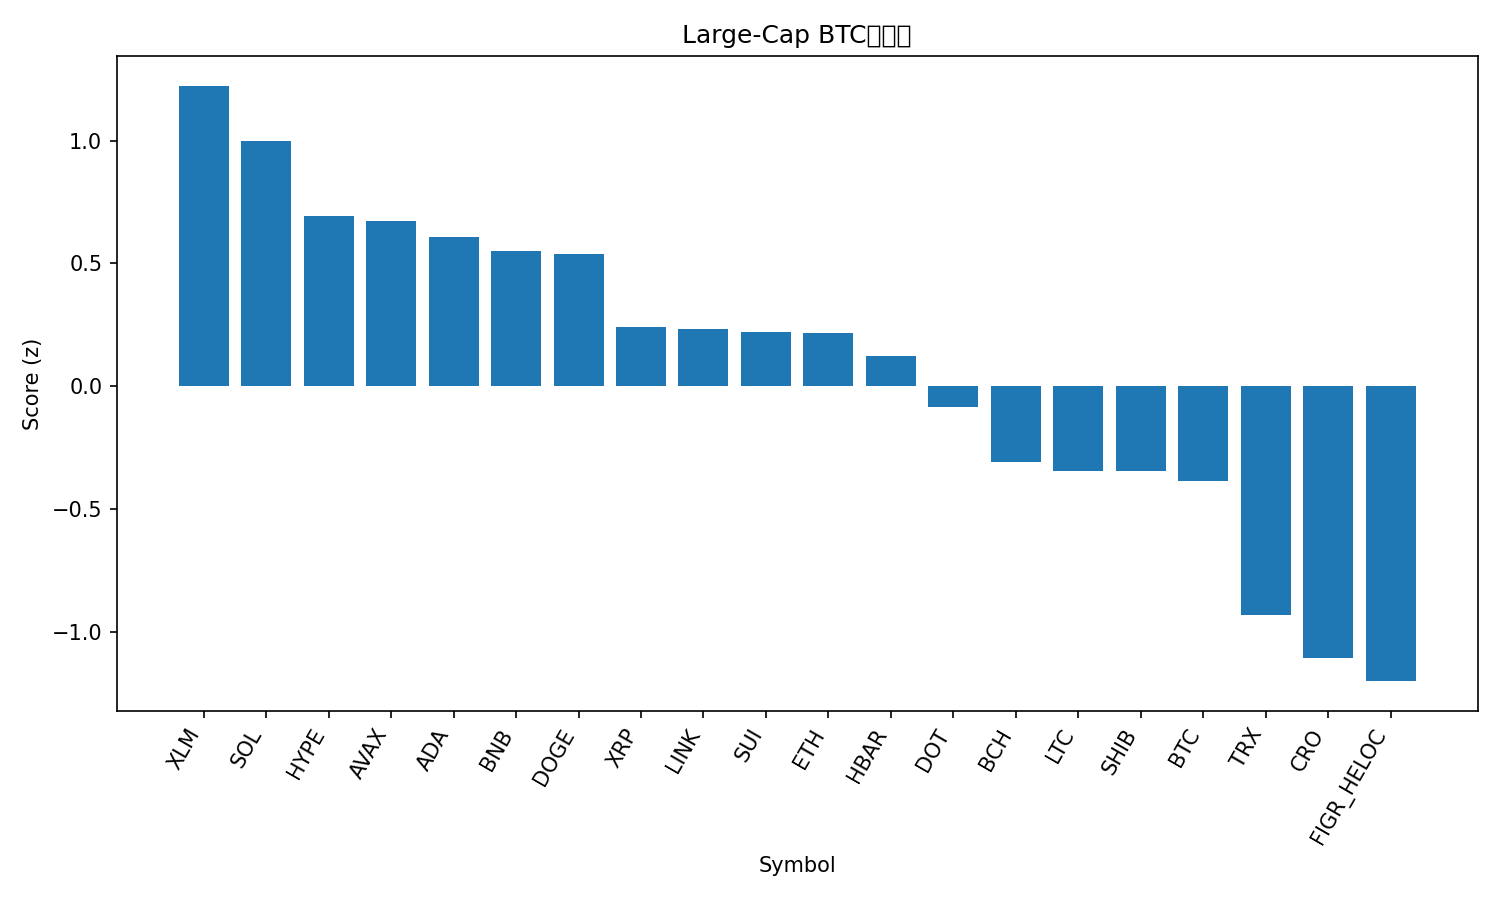 Large-Cap BTC
Score (z)
1.0
0.5
0.0
−0.5
−1.0
XLM
SOL
HYPE
AVAX
ADA
BNB
DOGE
XRP
LINK
SUI
ETH
HBAR
DOT
BCH
LTC
SHIB
BTC
TRX
CRO
FIGR_HELOC
Symbol